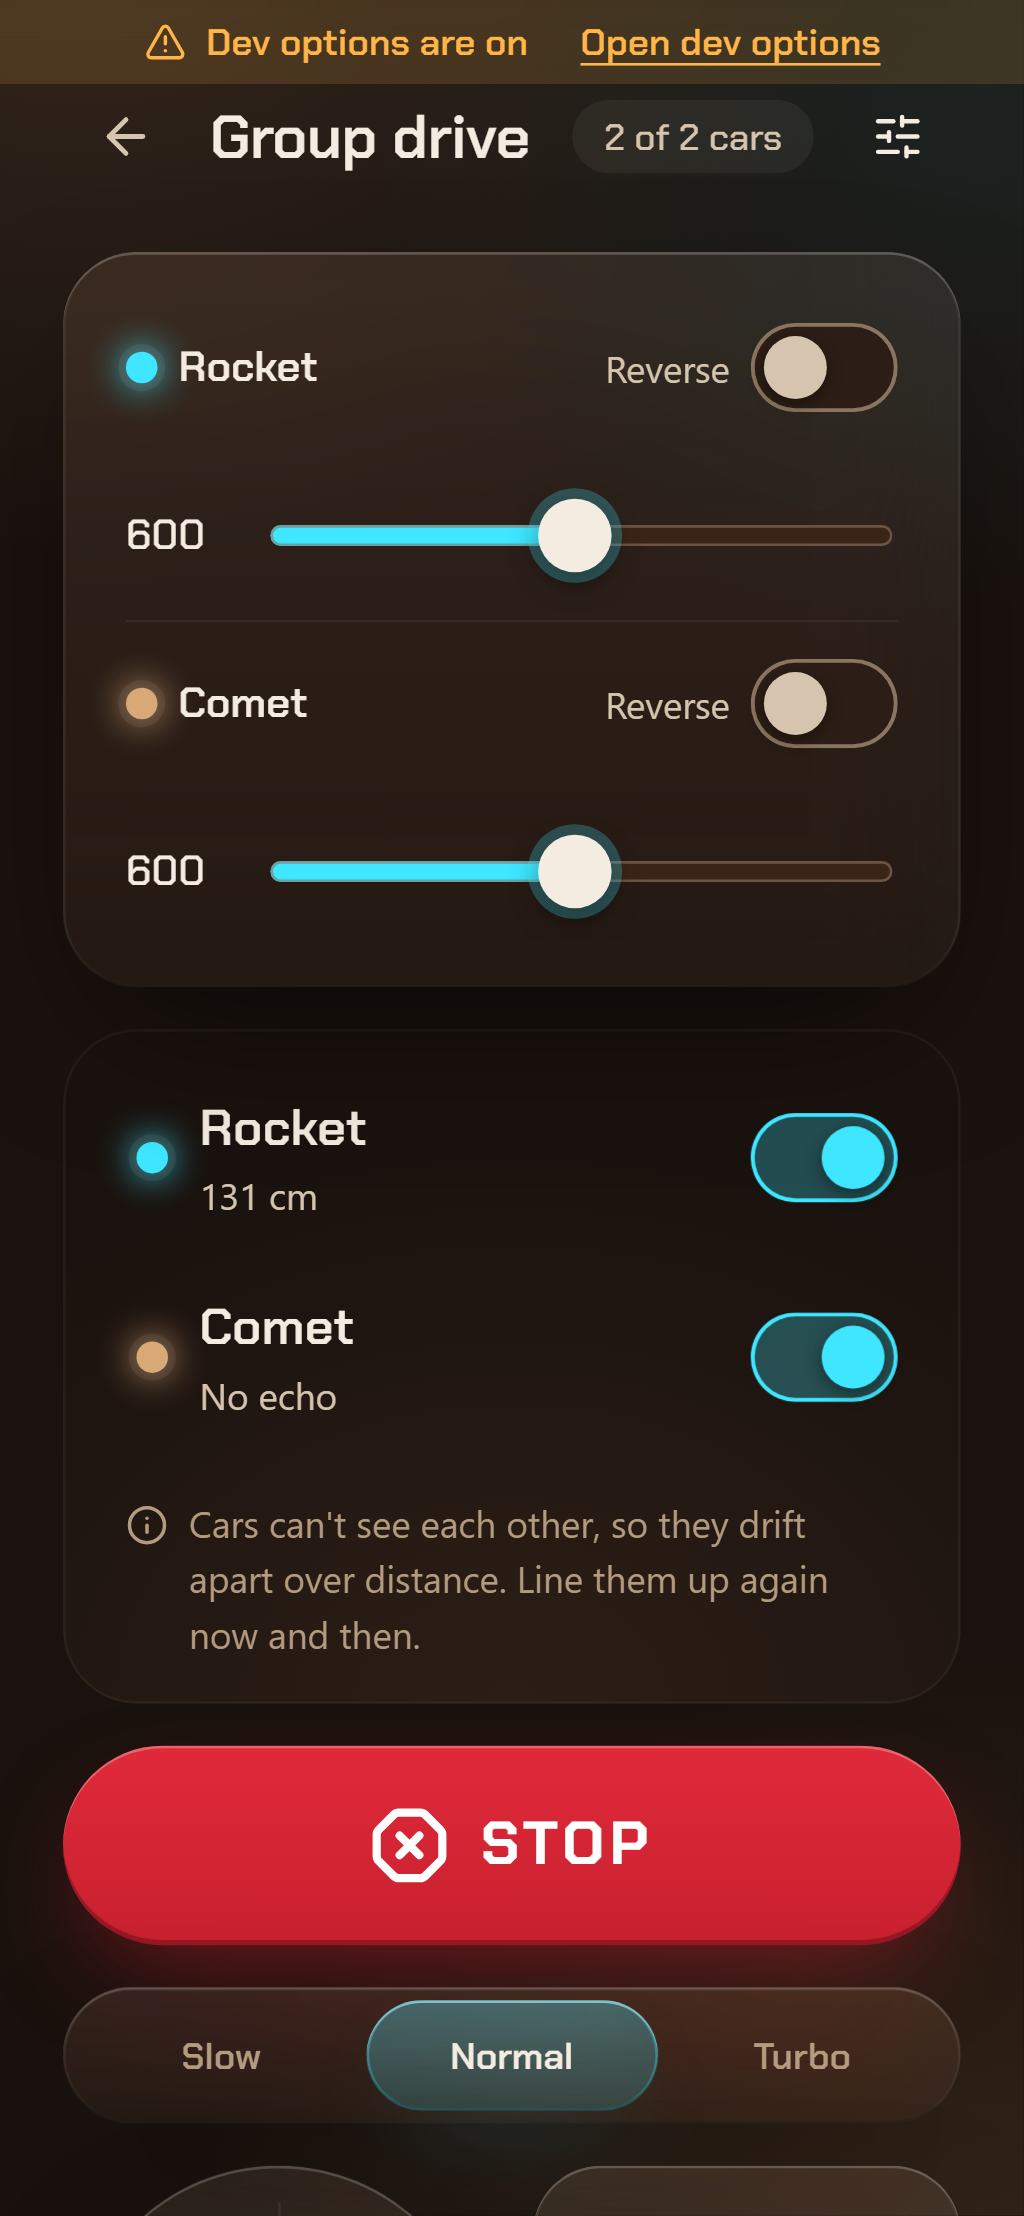 Dev options are on Open dev options
Group drive 2 of 2 cars
Rocket Reverse
600
Comet Reverse
600
Rocket
131 cm
Comet
No echo
Cars can't see each other, so they drift
apart over distance. Line them up again
now and then.
STOP
Slow Normal Turbo